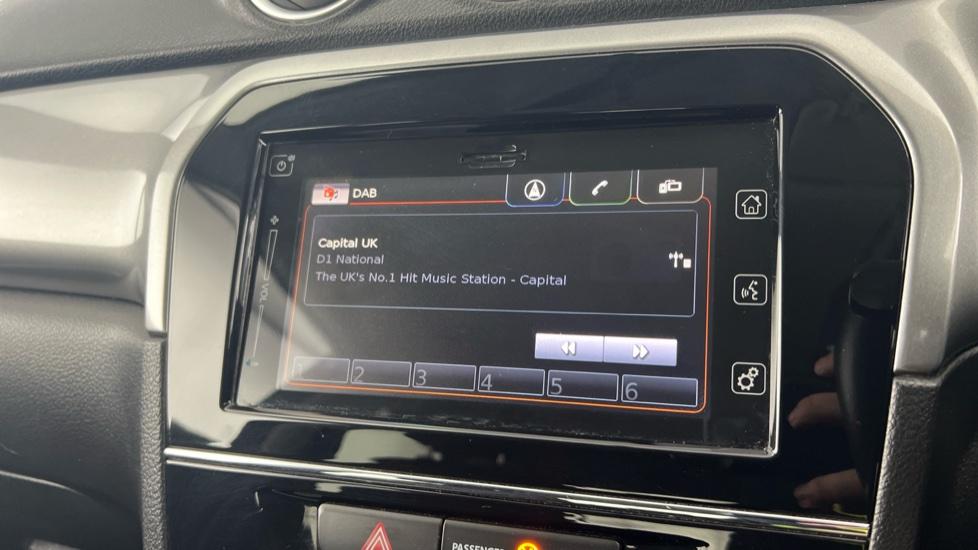 DAB
Capital UK
D1 National
The UK's No.1 Hit Music Station - Capital
VOL
1 2 3 4 5 6